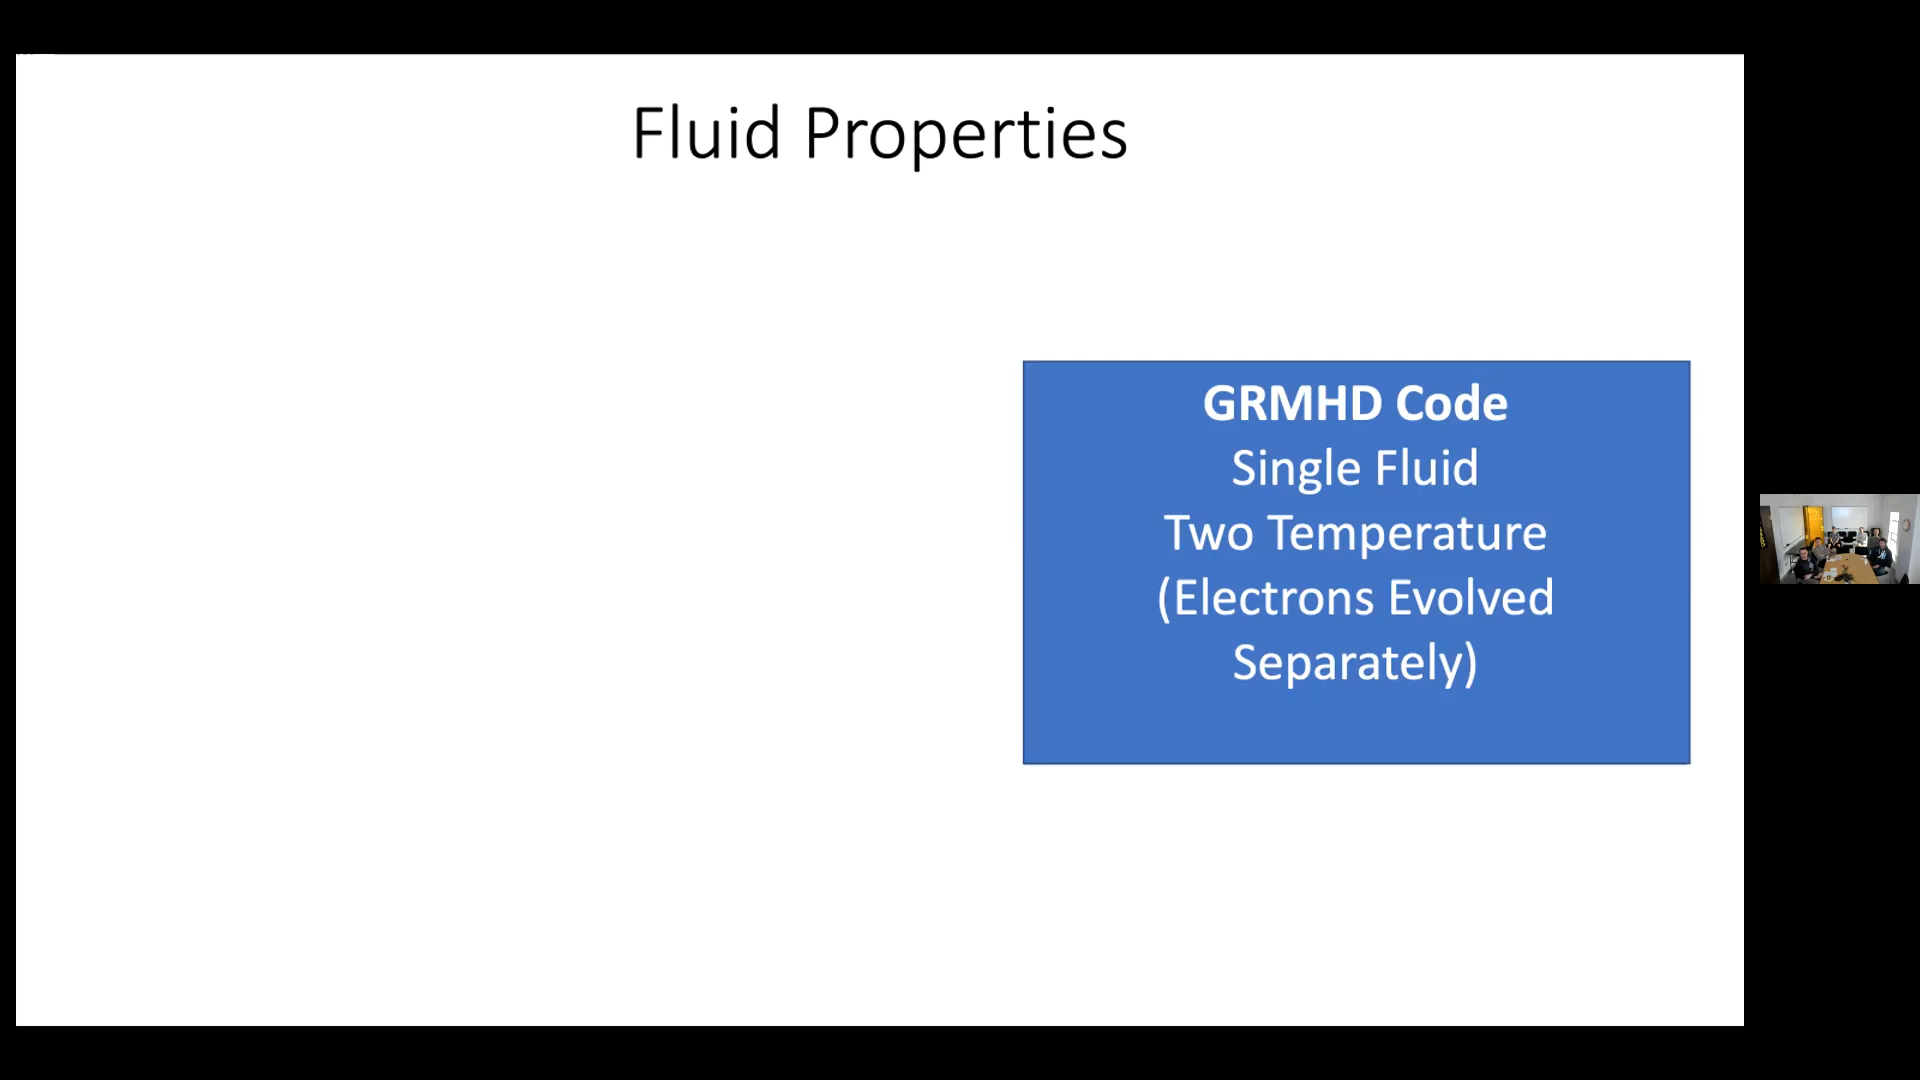 Fluid Properties
GRMHD Code
Single Fluid
Two Temperature
(Electrons Evolved
Separately)